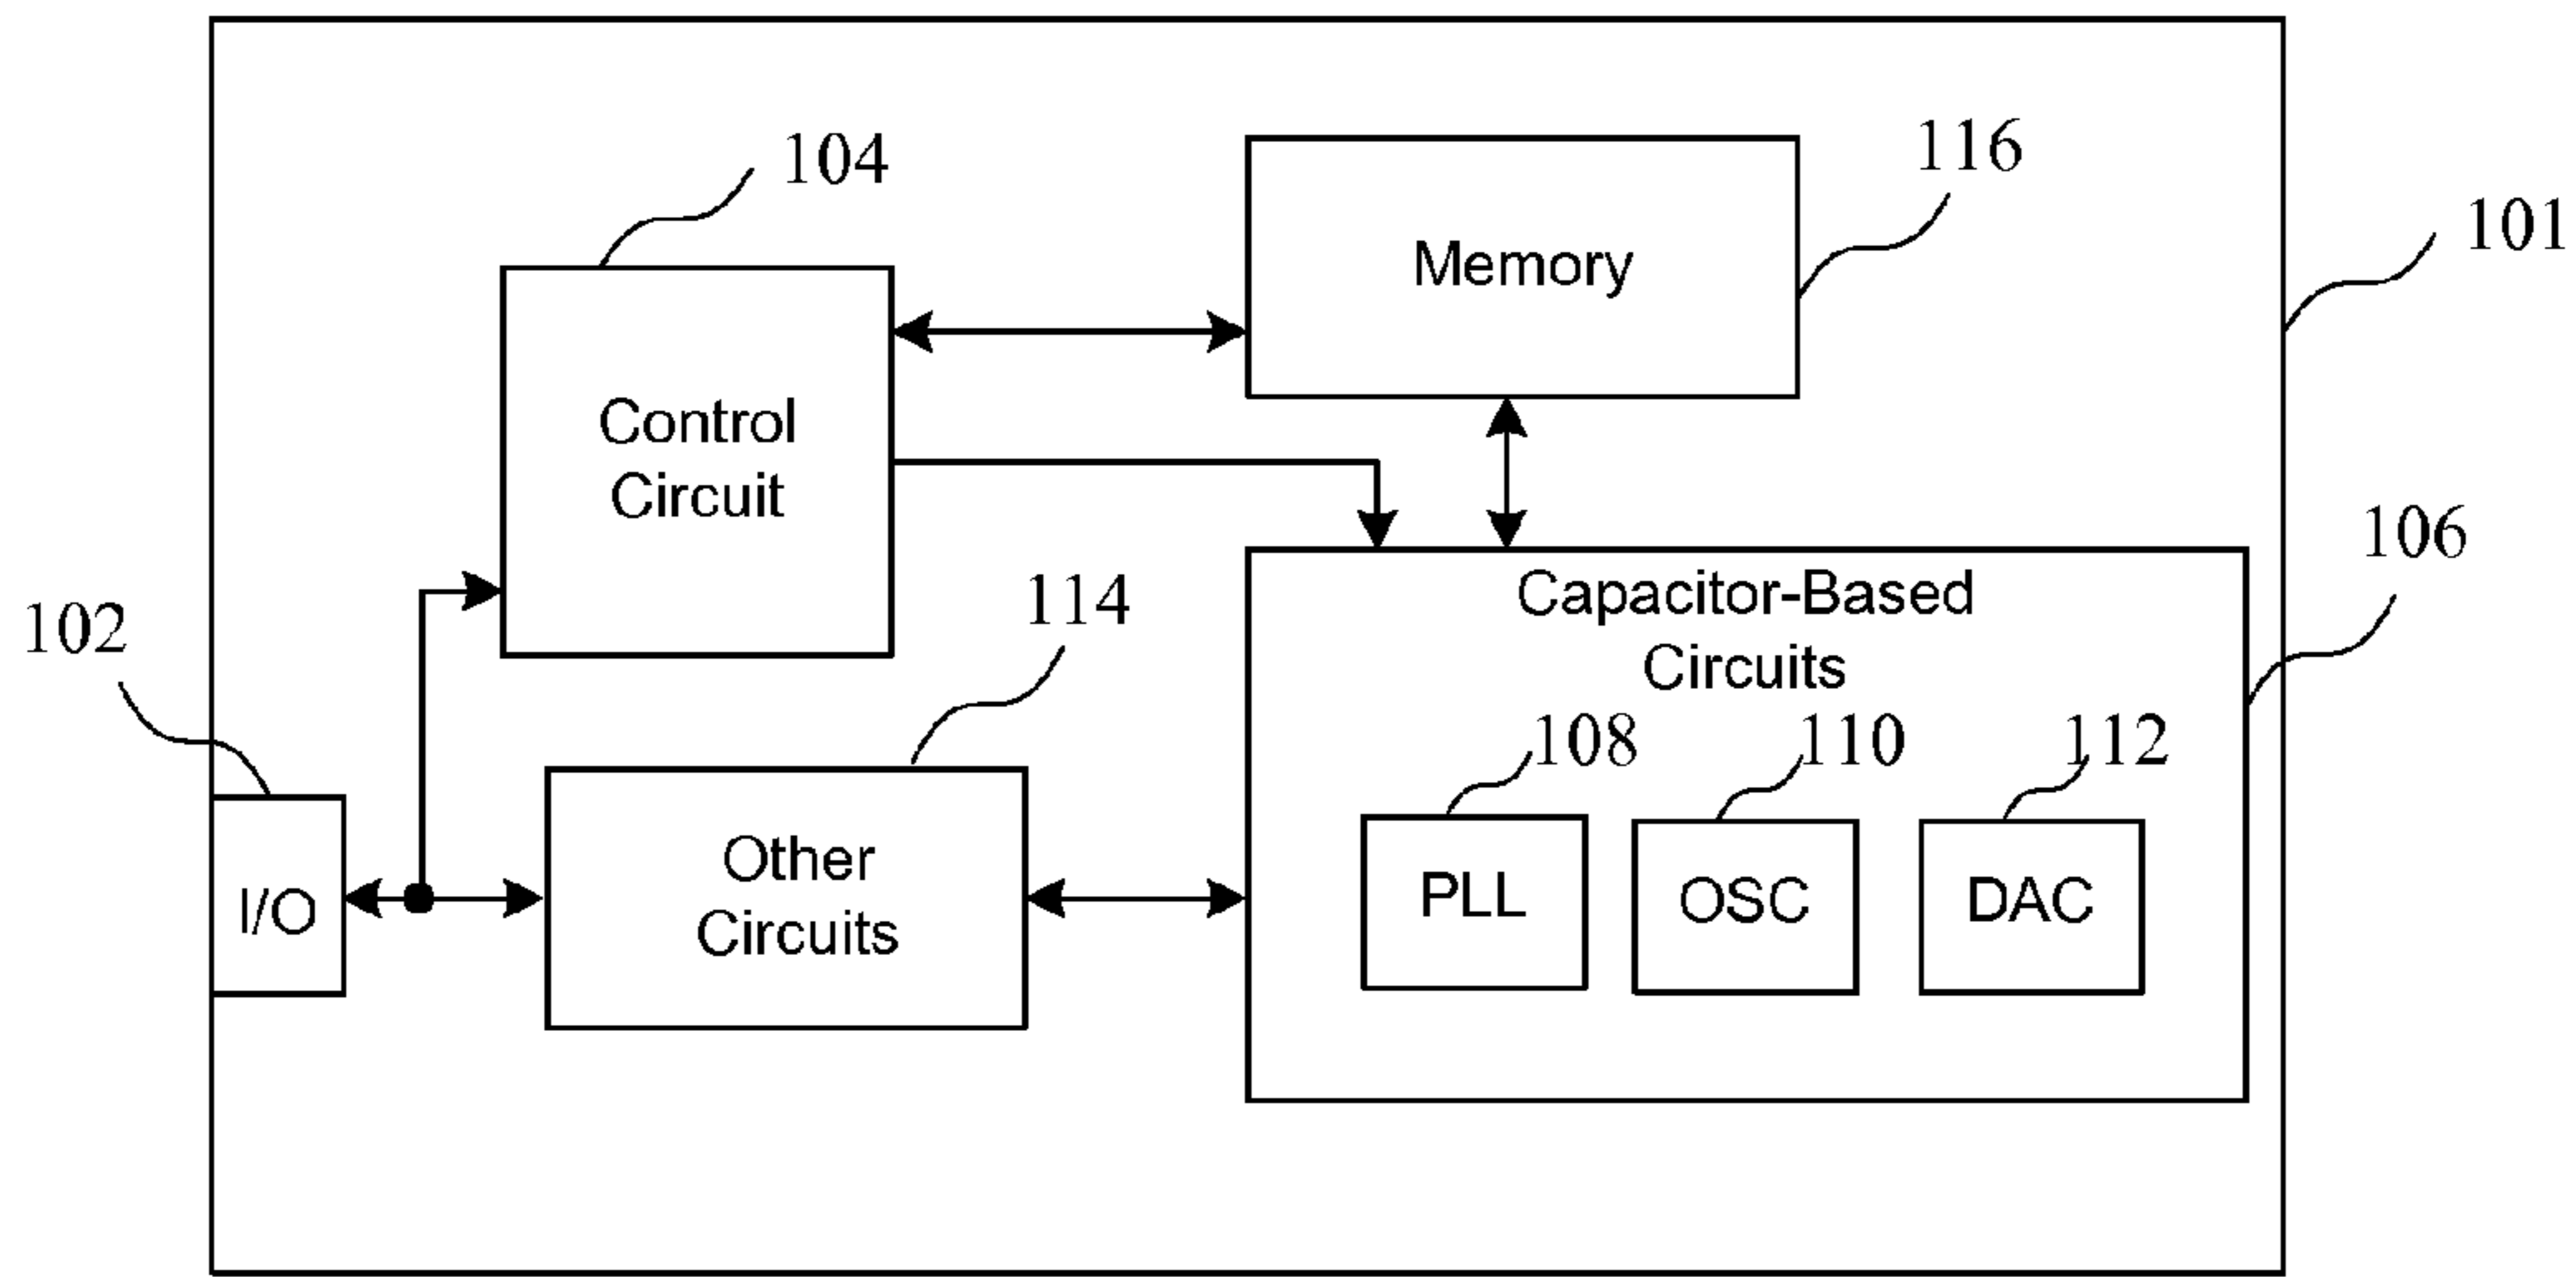 104
116
Memory
101
Control
Circuit
106
102
114
Capacitor-Based
Circuits
108
110
112
I/O
Other
Circuits
PLL
OSC
DAC